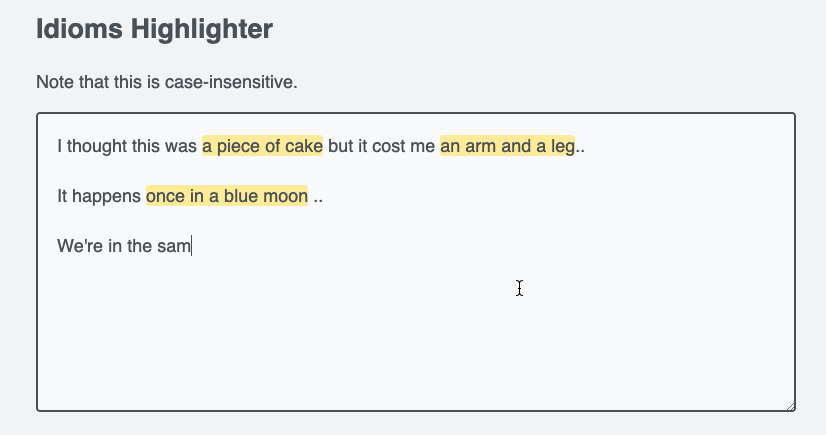 Idioms Highlighter
Note that this is case-insensitive.
I thought this was a piece of cake but it cost me an arm and a leg..
It happens once in a blue moon ..
We're in the sam